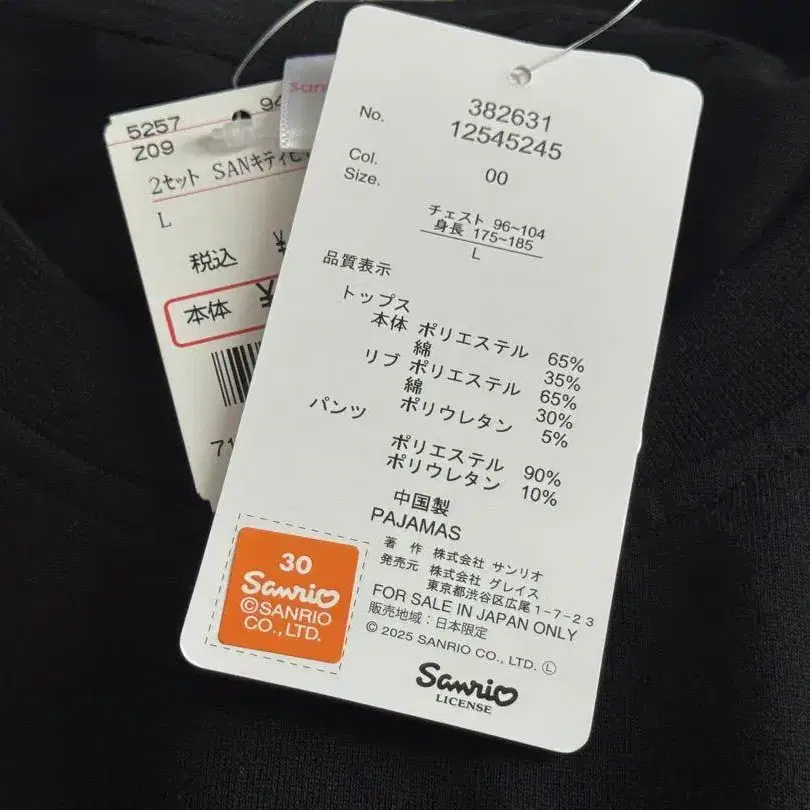 5257
Z09
2セット SANキティ
L
税込 ¥
本体 ¥
No. 382631
12545245
Col. 00
Size.
チェスト 96~104
身長 175~185
L
品質表示
トップス
本体 ポリエステル 65%
綿 35%
リブ ポリエステル 65%
綿 30%
ポリウレタン 5%
パンツ
ポリエステル 90%
ポリウレタン 10%
中国製
PAJAMAS
著作 株式会社 サンリオ
発売元 株式会社 グレイス
東京都渋谷区広尾1-7-23
FOR SALE IN JAPAN ONLY
販売地域:日本限定
© 2025 SANRIO CO., LTD. Ⓛ
Sanrio
LICENSE
30
Sanrio
©SANRIO
CO.,LTD.